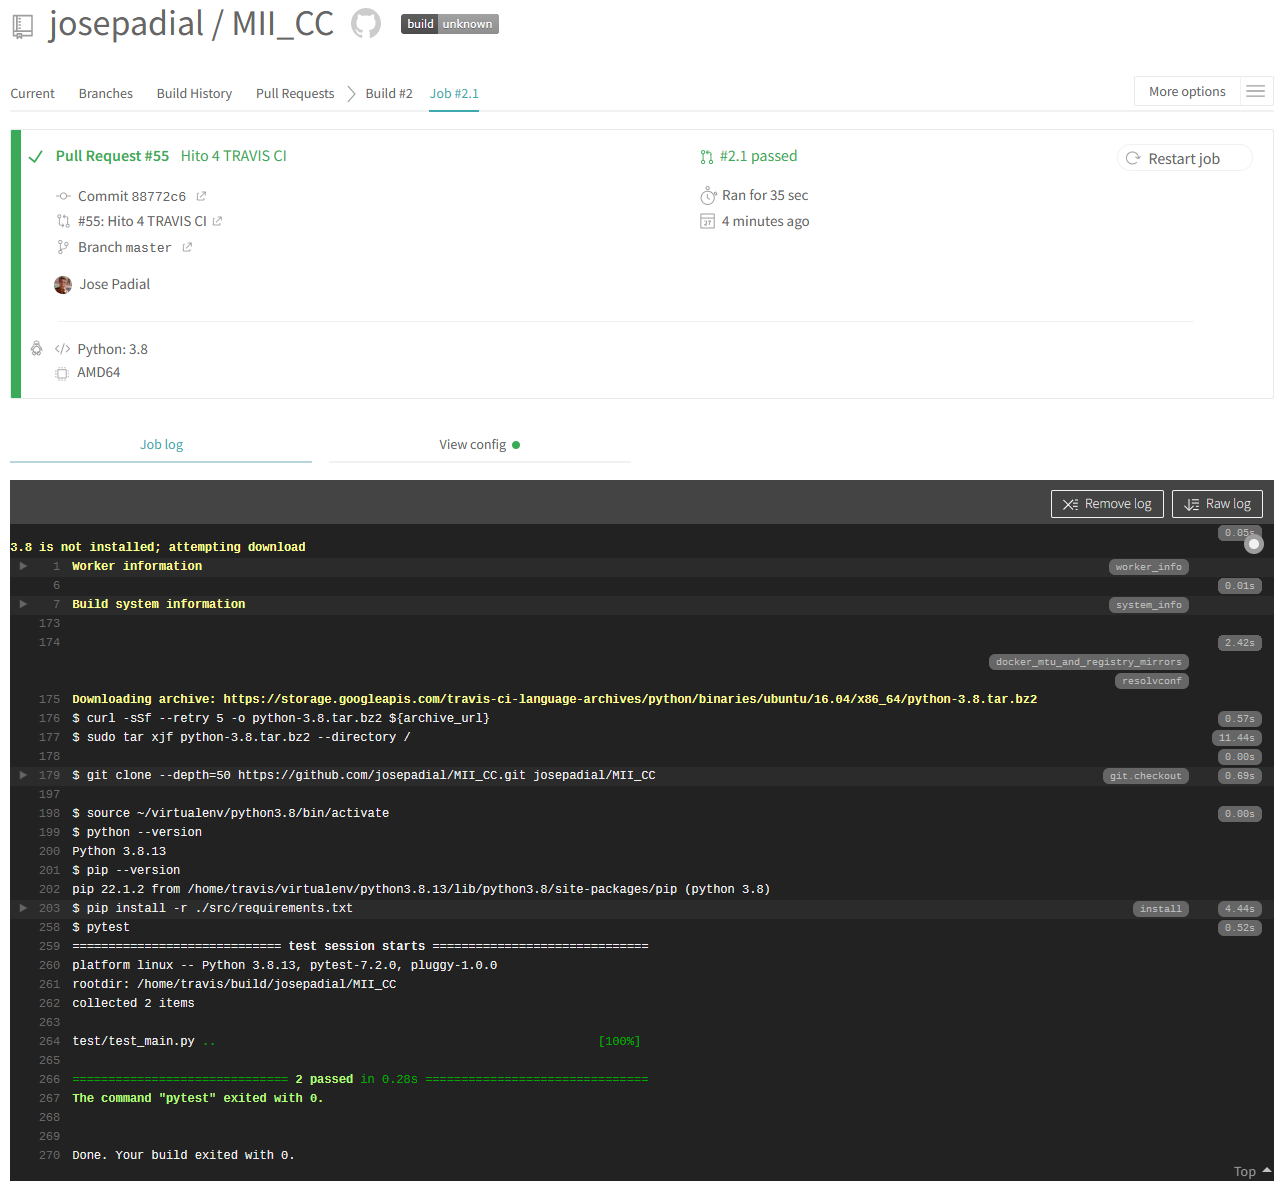 josepadial / MII_CC build unknown
Current Branches Build History Pull Requests Build #2 Job #2.1 More options
Pull Request #55 Hito 4 TRAVIS CI #2.1 passed Restart job
Commit 88772c6 Ran for 35 sec
#55: Hito 4 TRAVIS CI 4 minutes ago
Branch master
Jose Padial
Python: 3.8
AMD64
Job log View config
Remove log Raw log
0.05s
3.8 is not installed; attempting download
1 Worker information worker_info
6 0.01s
7 Build system information system_info
173
174 2.42s
docker_mtu_and_registry_mirrors
resolvconf
175 Downloading archive: https://storage.googleapis.com/travis-ci-language-archives/python/binaries/ubuntu/16.04/x86_64/python-3.8.tar.bz2
176 $ curl -sSf --retry 5 -o python-3.8.tar.bz2 ${archive_url} 0.57s
177 $ sudo tar xjf python-3.8.tar.bz2 --directory / 11.44s
178 0.00s
179 $ git clone --depth=50 https://github.com/josepadial/MII_CC.git josepadial/MII_CC git.checkout 0.69s
197
198 $ source ~/virtualenv/python3.8/bin/activate 0.00s
199 $ python --version
200 Python 3.8.13
201 $ pip --version
202 pip 22.1.2 from /home/travis/virtualenv/python3.8.13/lib/python3.8/site-packages/pip (python 3.8)
203 $ pip install -r ./src/requirements.txt install 4.44s
258 $ pytest 0.52s
259 ============================= test session starts ==============================
260 platform linux -- Python 3.8.13, pytest-7.2.0, pluggy-1.0.0
261 rootdir: /home/travis/build/josepadial/MII_CC
262 collected 2 items
263
264 test/test_main.py .. [100%]
265
266 ============================== 2 passed in 0.28s ===============================
267 The command "pytest" exited with 0.
268
269
270 Done. Your build exited with 0.
Top